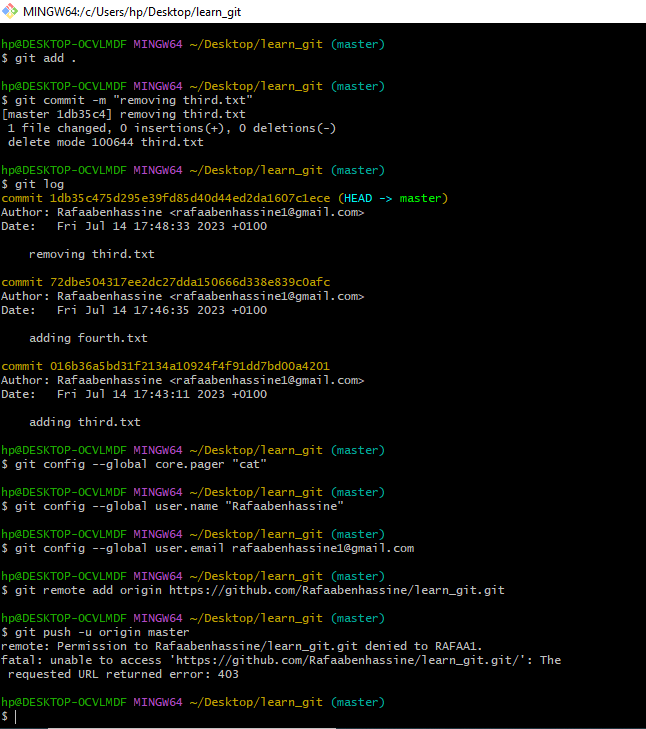 MINGW64:/c/Users/hp/Desktop/learn_git
hp@DESKTOP-OCVLMDF MINGW64 ~/Desktop/learn_git (master)
$ git add .
hp@DESKTOP-OCVLMDF MINGW64 ~/Desktop/learn_git (master)
$ git commit -m "removing third.txt"
[master 1db35c4] removing third.txt
 1 file changed, 0 insertions(+), 0 deletions(-)
 delete mode 100644 third.txt
hp@DESKTOP-OCVLMDF MINGW64 ~/Desktop/learn_git (master)
$ git log
commit 1db35c475d295e39fd85d40d44ed2da1607c1ece (HEAD -> master)
Author: Rafaabenhassine <rafaabenhassine1@gmail.com>
Date:   Fri Jul 14 17:48:33 2023 +0100
    removing third.txt
commit 72dbe504317ee2dc27dda150666d338e839c0afc
Author: Rafaabenhassine <rafaabenhassine1@gmail.com>
Date:   Fri Jul 14 17:46:35 2023 +0100
    adding fourth.txt
commit 016b36a5bd31f2134a10924f4f91dd7bd00a4201
Author: Rafaabenhassine <rafaabenhassine1@gmail.com>
Date:   Fri Jul 14 17:43:11 2023 +0100
    adding third.txt
hp@DESKTOP-OCVLMDF MINGW64 ~/Desktop/learn_git (master)
$ git config --global core.pager "cat"
hp@DESKTOP-OCVLMDF MINGW64 ~/Desktop/learn_git (master)
$ git config --global user.name "Rafaabenhassine"
hp@DESKTOP-OCVLMDF MINGW64 ~/Desktop/learn_git (master)
$ git config --global user.email rafaabenhassine1@gmail.com
hp@DESKTOP-OCVLMDF MINGW64 ~/Desktop/learn_git (master)
$ git remote add origin https://github.com/Rafaabenhassine/learn_git.git
hp@DESKTOP-OCVLMDF MINGW64 ~/Desktop/learn_git (master)
$ git push -u origin master
remote: Permission to Rafaabenhassine/learn_git.git denied to RAFAA1.
fatal: unable to access 'https://github.com/Rafaabenhassine/learn_git.git/': The
 requested URL returned error: 403
hp@DESKTOP-OCVLMDF MINGW64 ~/Desktop/learn_git (master)
$